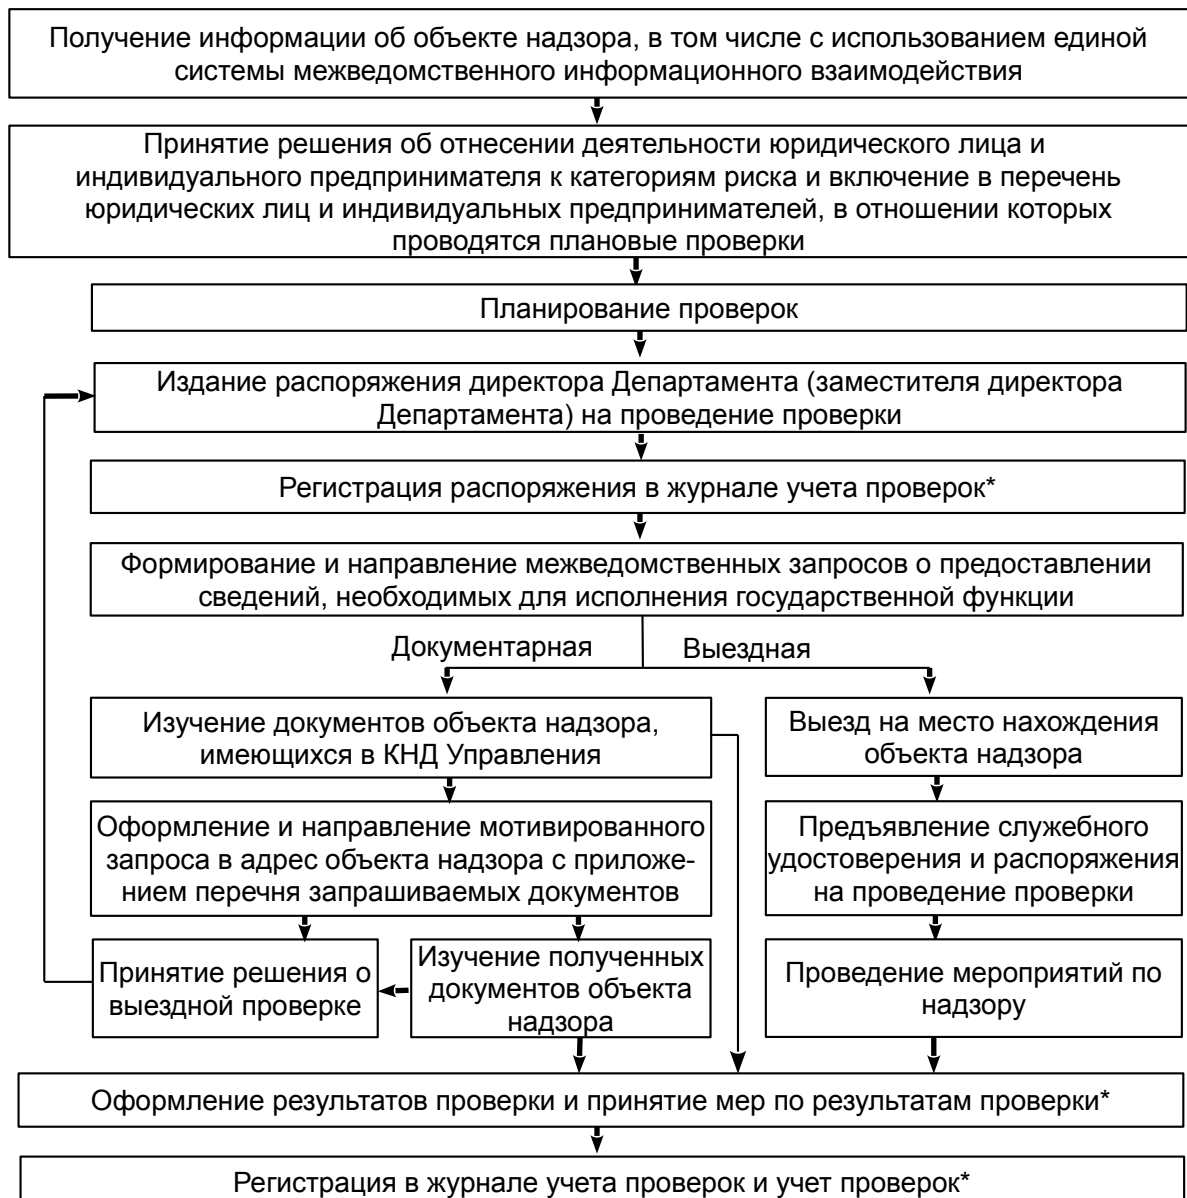 Получение информации об объекте надзора, в том числе с использованием единой
системы межведомственного информационного взаимодействия
Принятие решения об отнесении деятельности юридического лица и
индивидуального предпринимателя к категориям риска и включение в перечень
юридических лиц и индивидуальных предпринимателей, в отношении которых
проводятся плановые проверки
Планирование проверок
Издание распоряжения директора Департамента (заместителя директора
Департамента) на проведение проверки
Регистрация распоряжения в журнале учета проверок*
Формирование и направление межведомственных запросов о предоставлении
сведений, необходимых для исполнения государственной функции
Документарная
Выездная
Изучение документов объекта надзора,
имеющихся в КНД Управления
Выезд на место нахождения
объекта надзора
Оформление и направление мотивированного
запроса в адрес объекта надзора с приложе-
нием перечня запрашиваемых документов
Предъявление служебного
удостоверения и распоряжения
на проведение проверки
Принятие решения о
выездной проверке
Изучение полученных
документов объекта
надзора
Проведение мероприятий по
надзору
Оформление результатов проверки и принятие мер по результатам проверки*
Регистрация в журнале учета проверок и учет проверок*